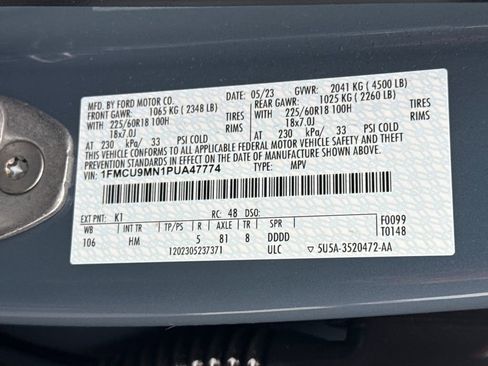 MFD. BY FORD MOTOR CO.
DATE: 05/23 GVWR: 2041 KG ( 4500 LB)
FRONT GAWR: 1065 KG ( 2348 LB) REAR GAWR: 1025 KG ( 2260 LB)
WITH 225/60R18 100H TIRES WITH 225/60R18 100H TIRES
18x7.0J RIMS 18x7.0J RIMS
AT 230 kPa/ 33 PSI COLD AT 230 kPa/ 33 PSI COLD
THIS VEHICLE CONFORMS TO ALL APPLICABLE FEDERAL MOTOR VEHICLE SAFETY AND THEFT
PREVENTION STANDARDS IN EFFECT ON THE DATE OF MANUFACTURE SHOWN ABOVE.
VIN: 1FMCU9MN1PUA47774 TYPE: MPV
EXT PNT: K1 RC: 48 DSO:
WB INT TR TP/PS R AXLE TR SPR F0099
106 HM 5 81 8 DDDD T0148
1202305237371 ULC 5U5A-3520472-AA